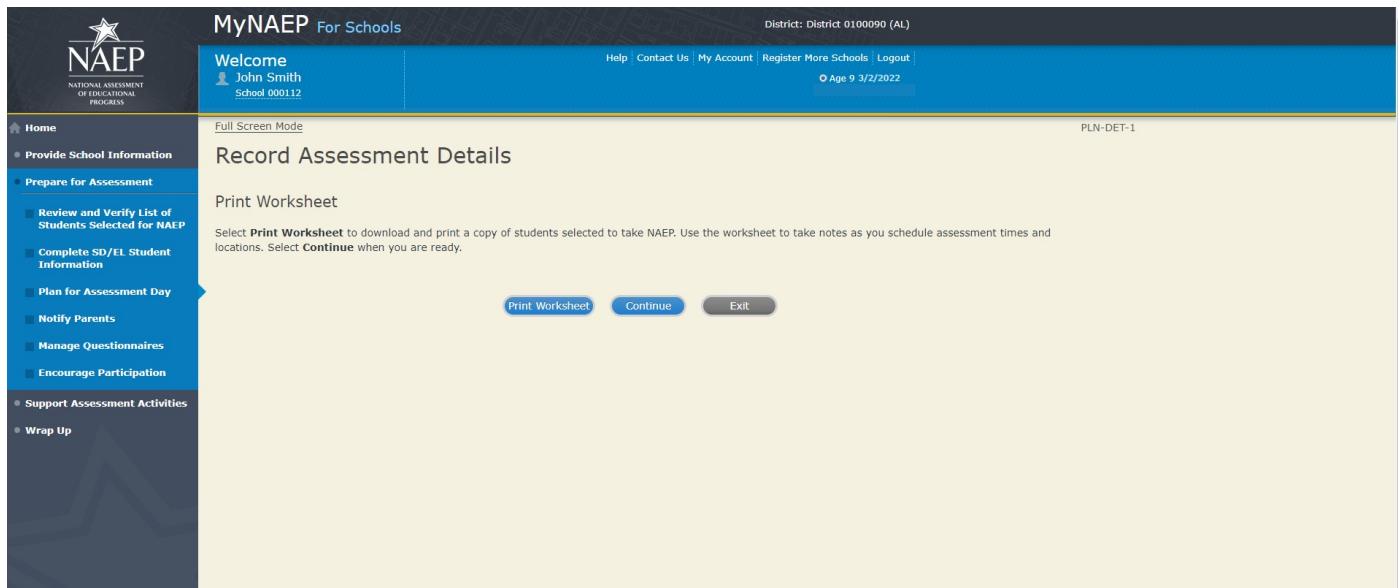 NAEP
NATIONAL ASSESSMENT
OF EDUCATIONAL
PROGRESS
MyNAEP For Schools
District: District 0100090 (AL)
Welcome
John Smith
School 000112
Help Contact Us My Account Register More Schools Logout
Age 9 3/2/2022
Home
Provide School Information
Prepare for Assessment
Review and Verify List of
Students Selected for NAEP
Complete SD/EL Student
Information
Plan for Assessment Day
Notify Parents
Manage Questionnaires
Encourage Participation
Support Assessment Activities
Wrap Up
Full Screen Mode
PLN-DET-1
Record Assessment Details
Print Worksheet
Select Print Worksheet to download and print a copy of students selected to take NAEP. Use the worksheet to take notes as you schedule assessment times and
locations. Select Continue when you are ready.
Print Worksheet Continue Exit